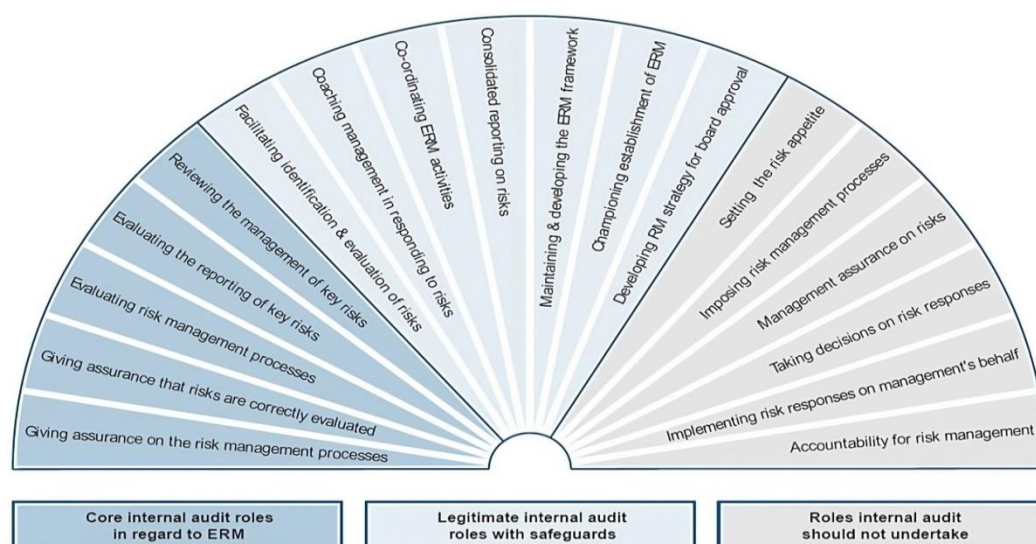 Giving assurance on the risk management processes
Giving assurance that risks are correctly evaluated
Evaluating risk management processes
Evaluating the reporting of key risks
Reviewing the management of key risks
Facilitating identification & evaluation of risks
Coaching management in responding to risks
Co-ordinating ERM activities
Consolidated reporting on risks
Maintaining & developing the ERM framework
Championing establishment of ERM
Developing RM strategy for board approval
Setting the risk appetite
Imposing risk management processes
Management assurance on risks
Taking decisions on risk responses
Implementing risk responses on management's behalf
Accountability for risk management
Core internal audit roles
in regard to ERM
Legitimate internal audit
roles with safeguards
Roles internal audit
should not undertake